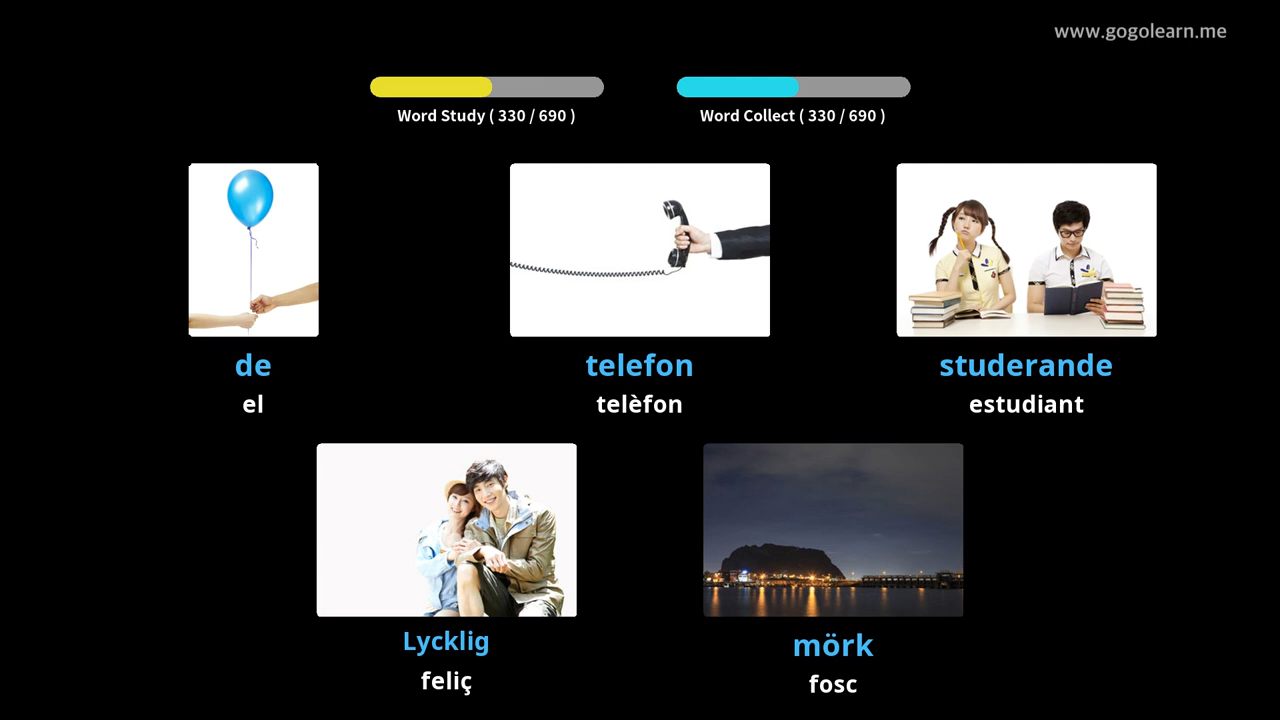 www.gogolearn.me
Word Study ( 330 / 690 )
Word Collect ( 330 / 690 )
de
el
telefon
telèfon
studerande
estudiant
Lycklig
feliç
mörk
fosc